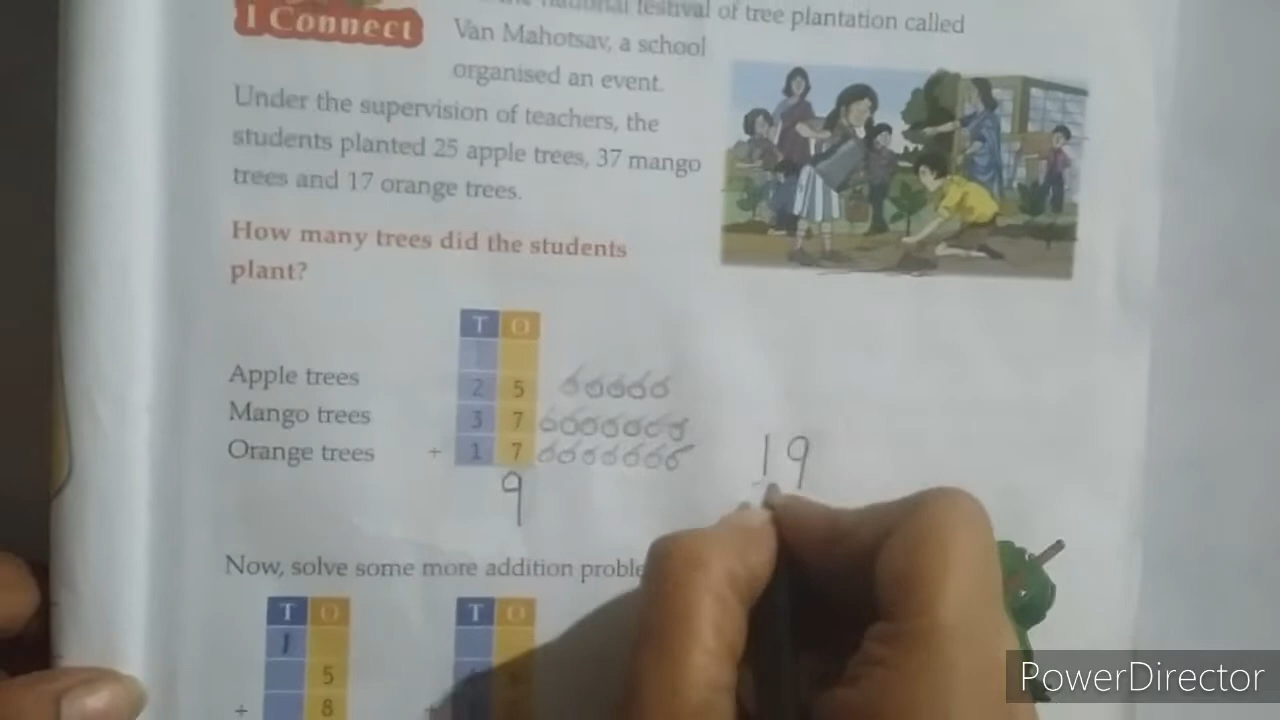 I Connect
national festival of tree plantation called
Van Mahotsav, a school
organised an event.
Under the supervision of teachers, the
students planted 25 apple trees, 37 mango
trees and 17 orange trees.
How many trees did the students
plant?
T O
Apple trees 2 5
Mango trees 3 7
Orange trees + 1 7
9
19
Now, solve some more addition
T O T O
1
5
+ 8 +
PowerDirector